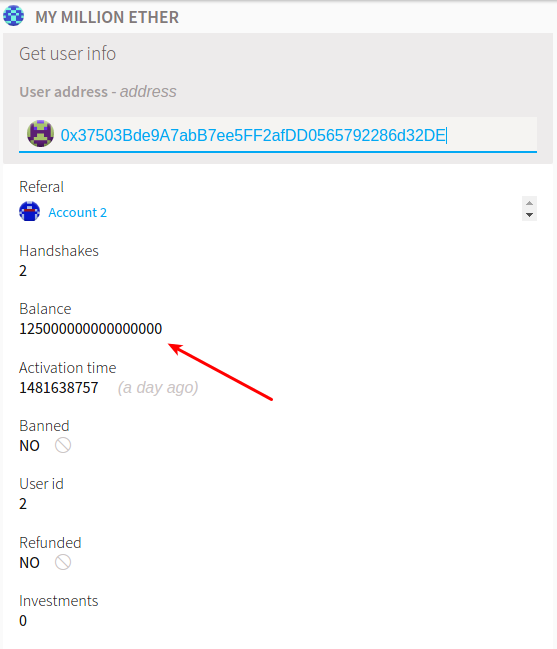 MY MILLION ETHER
Get user info
User address - address
0x37503Bde9A7abB7ee5FF2afDD0565792286d32DE
Referal
Account 2
Handshakes
2
Balance
125000000000000000
Activation time
1481638757 (a day ago)
Banned
NO
User id
2
Refunded
NO
Investments
0